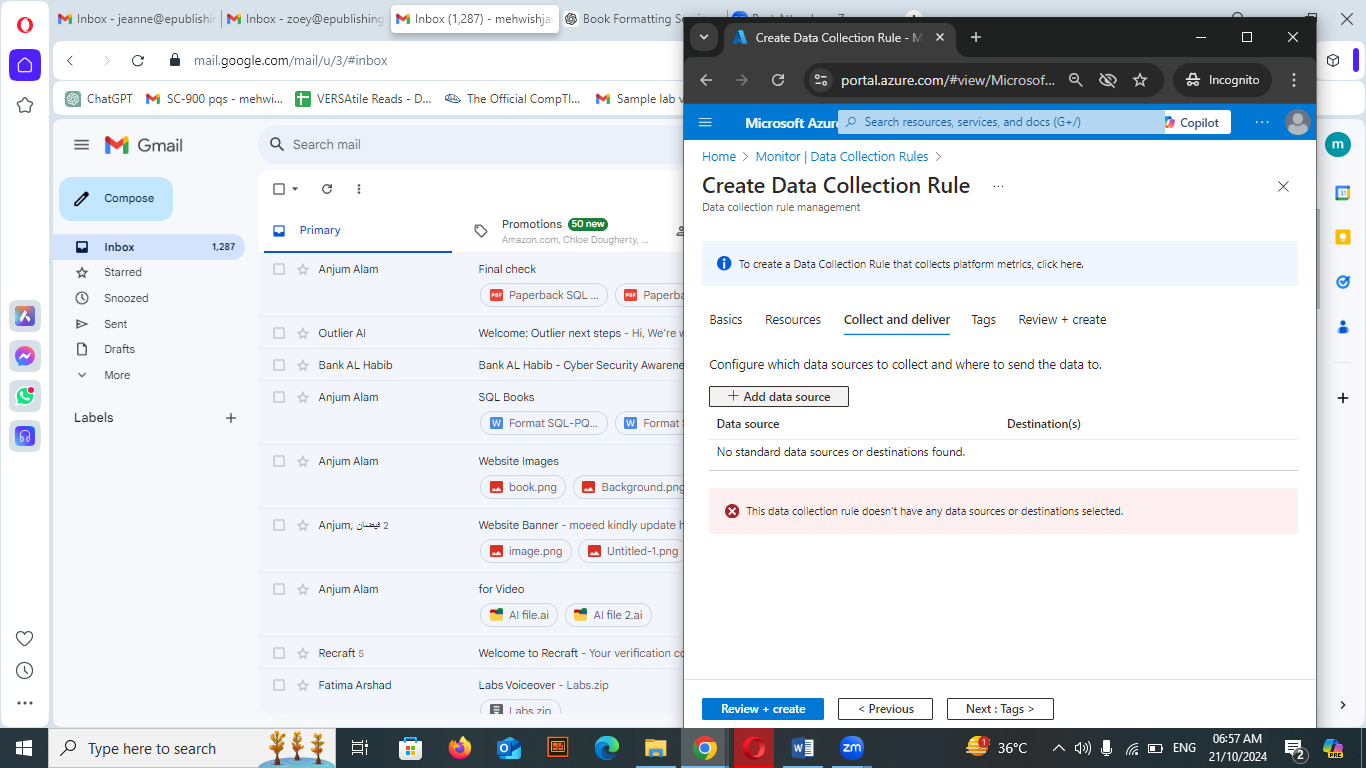 Inbox - jeanne@epublishin
Inbox - zoey@epublishing
Inbox (1,287) - mehwishjav
Book Formatting Se
mail.google.com/mail/u/3/#inbox
ChatGPT
SC-900 pqs - mehwi...
VERSAtile Reads - D...
The Official CompTI...
Sample lab v
Gmail
Search mail
Compose
Inbox 1,287
Starred
Snoozed
Sent
Drafts
More
Labels
Primary
Promotions 50 new
Amazon.com, Chloe Dougherty, ...
Anjum Alam Final check
PDF Paperback SQL ... PDF Paperba
Outlier AI Welcome: Outlier next steps - Hi, We're w
Bank AL Habib Bank AL Habib - Cyber Security Awarene
Anjum Alam SQL Books
W Format SQL-PQ... W Format S
Anjum Alam Website Images
book.png Background.png
Anjum, فيضان 2 Website Banner - moeed kindly update h
image.png Untitled-1.png
Anjum Alam for Video
AI file.ai AI file 2.ai
Recraft 5 Welcome to Recraft - Your verification co
Fatima Arshad Labs Voiceover - Labs.zip
Labs.zip
Create Data Collection Rule - M
portal.azure.com/#view/Microsof...
Incognito
Microsoft Azur
Search resources, services, and docs (G+/)
Copilot
Home > Monitor | Data Collection Rules >
Create Data Collection Rule ...
Data collection rule management
To create a Data Collection Rule that collects platform metrics, click here.
Basics Resources Collect and deliver Tags Review + create
Configure which data sources to collect and where to send the data to.
+ Add data source
Data source Destination(s)
No standard data sources or destinations found.
This data collection rule doesn't have any data sources or destinations selected.
Review + create
< Previous
Next : Tags >
m
Type here to search
zm
1
36°C
ENG
06:57 AM
21/10/2024
2
PRE